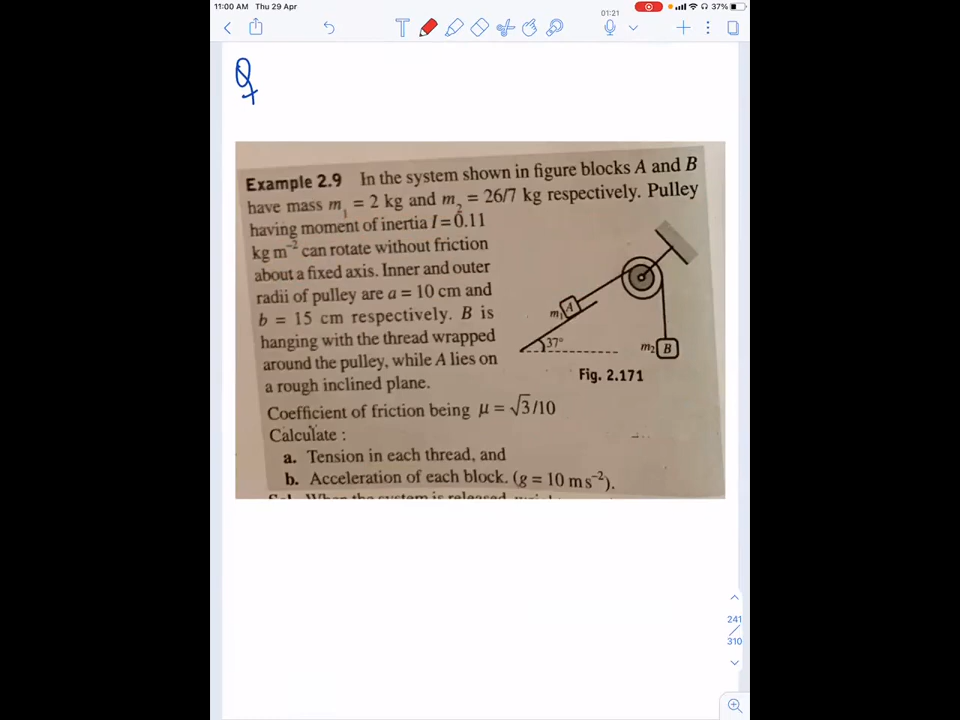 11:00 AM Thu 29 Apr
01:21
37%
T
Q
Example 2.9 In the system shown in figure blocks A and B
have mass m₁ = 2 kg and m₂ = 26/7 kg respectively. Pulley
having moment of inertia I = 0.11
kg m⁻² can rotate without friction
about a fixed axis. Inner and outer
radii of pulley are a = 10 cm and
b = 15 cm respectively. B is
hanging with the thread wrapped
around the pulley, while A lies on
a rough inclined plane.
m₁ A
37°
m₂ B
Fig. 2.171
Coefficient of friction being μ = √3/10
Calculate :
a. Tension in each thread, and
b. Acceleration of each block. (g = 10 m s⁻²).
241
310